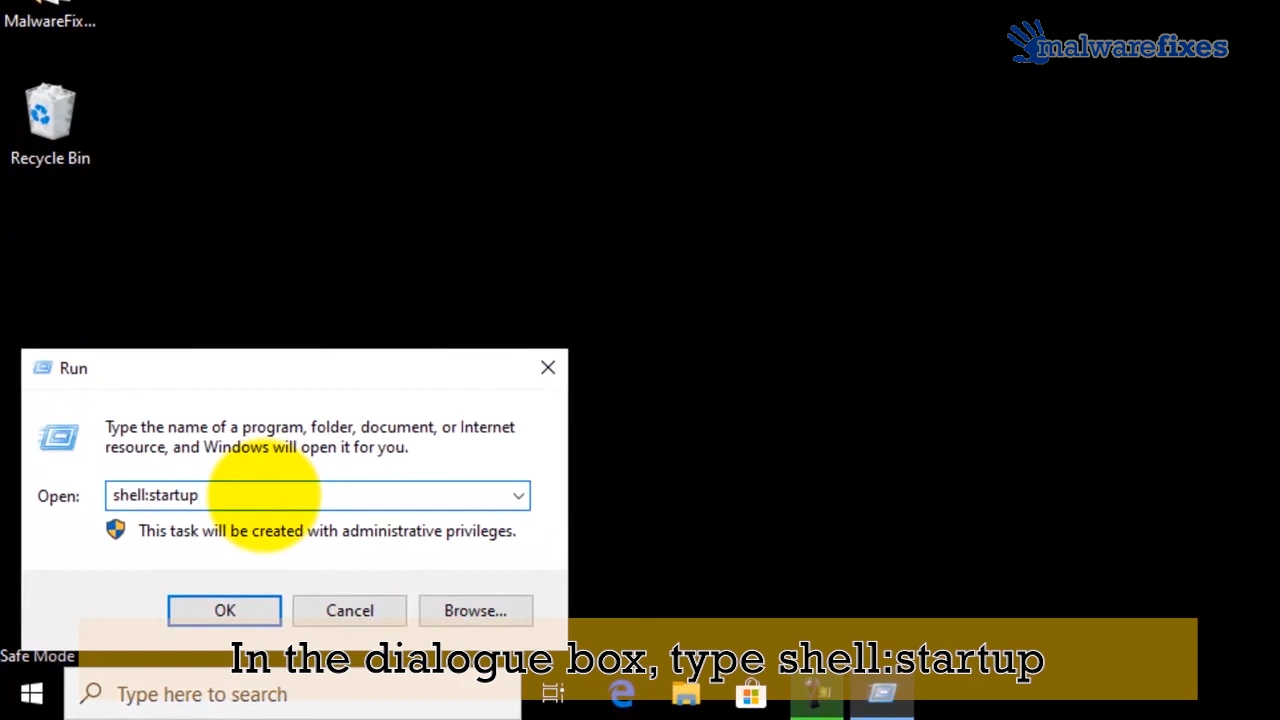 MalwareFix...
malwarefixes
Recycle Bin
Run
Type the name of a program, folder, document, or Internet
resource, and Windows will open it for you.
Open:
shell:startup
This task will be created with administrative privileges.
OK
Cancel
Browse...
In the dialogue box, type shell:startup
Safe Mode
Type here to search